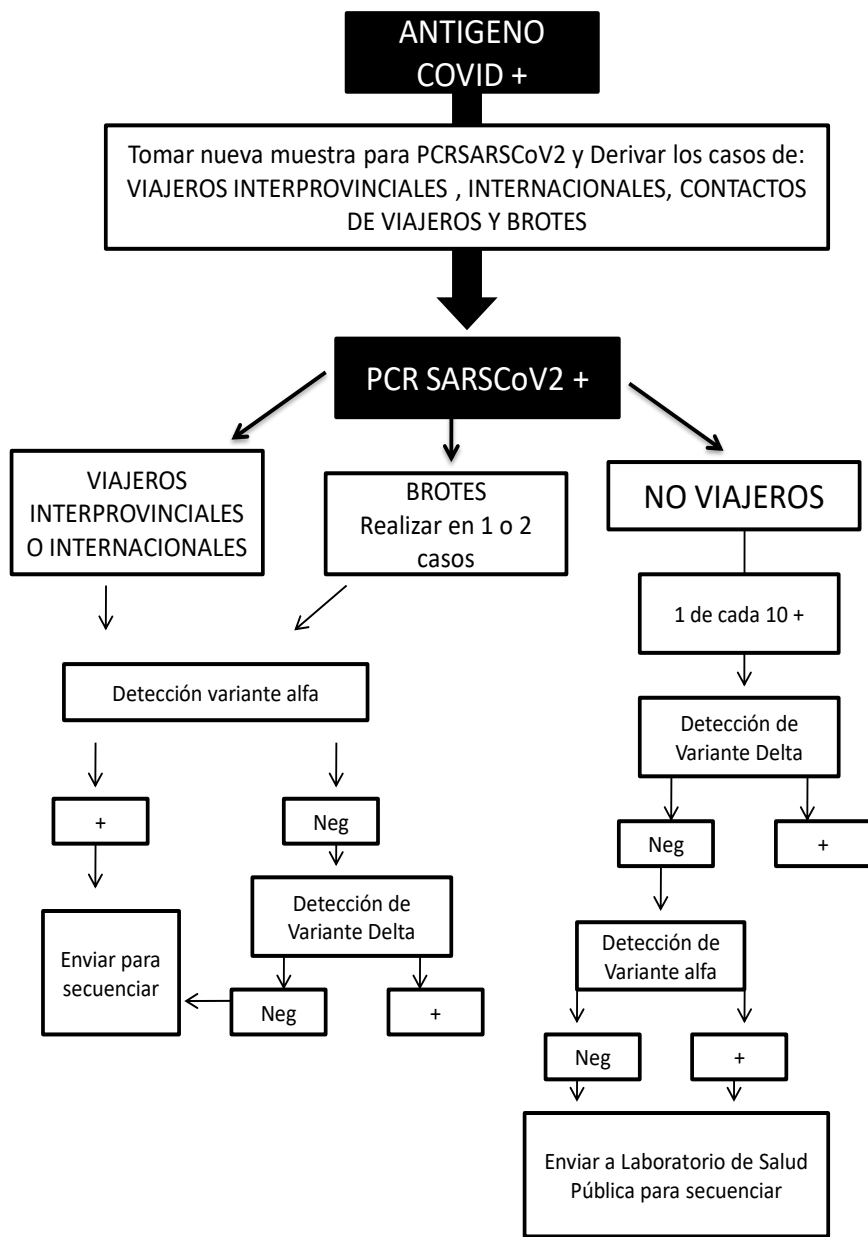 ANTIGENO
COVID +
Tomar nueva muestra para PCRSARSCoV2 y Derivar los casos de:
VIAJEROS INTERPROVINCIALES , INTERNACIONALES, CONTACTOS
DE VIAJEROS Y BROTES
PCR SARSCoV2 +
VIAJEROS
INTERPROVINCIALES
O INTERNACIONALES
BROTES
Realizar en 1 o 2
casos
NO VIAJEROS
1 de cada 10 +
Detección variante alfa
Detección de
Variante Delta
+
Neg
Neg
+
Detección de
Variante Delta
Detección de
Variante alfa
Enviar para
secuenciar
Neg
+
Neg
+
Enviar a Laboratorio de Salud
Pública para secuenciar